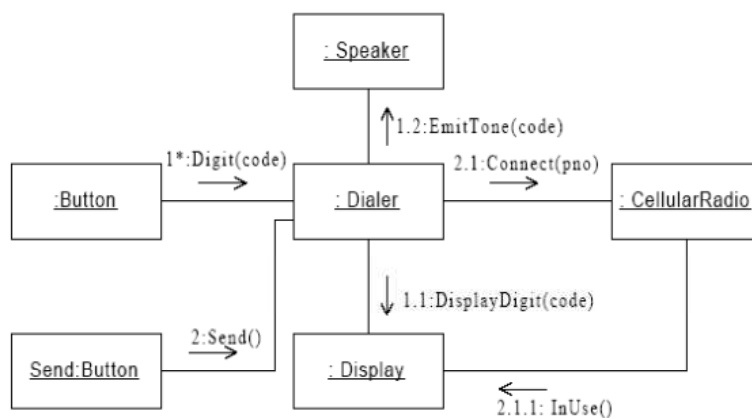 : Speaker
1.2:EmitTone(code)
1*:Digit(code)
2.1:Connect(pno)
:Button
: Dialer
: CellularRadio
1.1:DisplayDigit(code)
2:Send()
Send:Button
: Display
2.1.1: InUse()